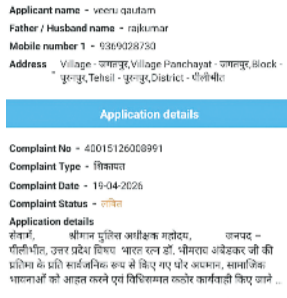 Applicant name - veeru gautam
Father / Husband name - rajkumar
Mobile number 1 - 9369028730
Address - Village - जगतपुर,Village Panchayat - जगतपुर,Block -
पुरनपुर,Tehsil - पुरनपुर,District - पीलीभीत
Application details
Complaint No - 40015126008991
Complaint Type - शिकायत
Complaint Date - 19-04-2026
Complaint Status - लंबित
Application details
सेवामें, श्रीमान पुलिस अधीक्षक महोदय, जनपद –
पीलीभीत, उत्तर प्रदेश विषयः भारत रत्न डॉ. भीमराव अंबेडकर जी की
प्रतिमा के प्रति सार्वजनिक रूप से किए गए घोर अपमान, सामाजिक
भावनाओं को आहत करने एवं विधिसम्मत कठोर कार्यवाही किए जाने ...